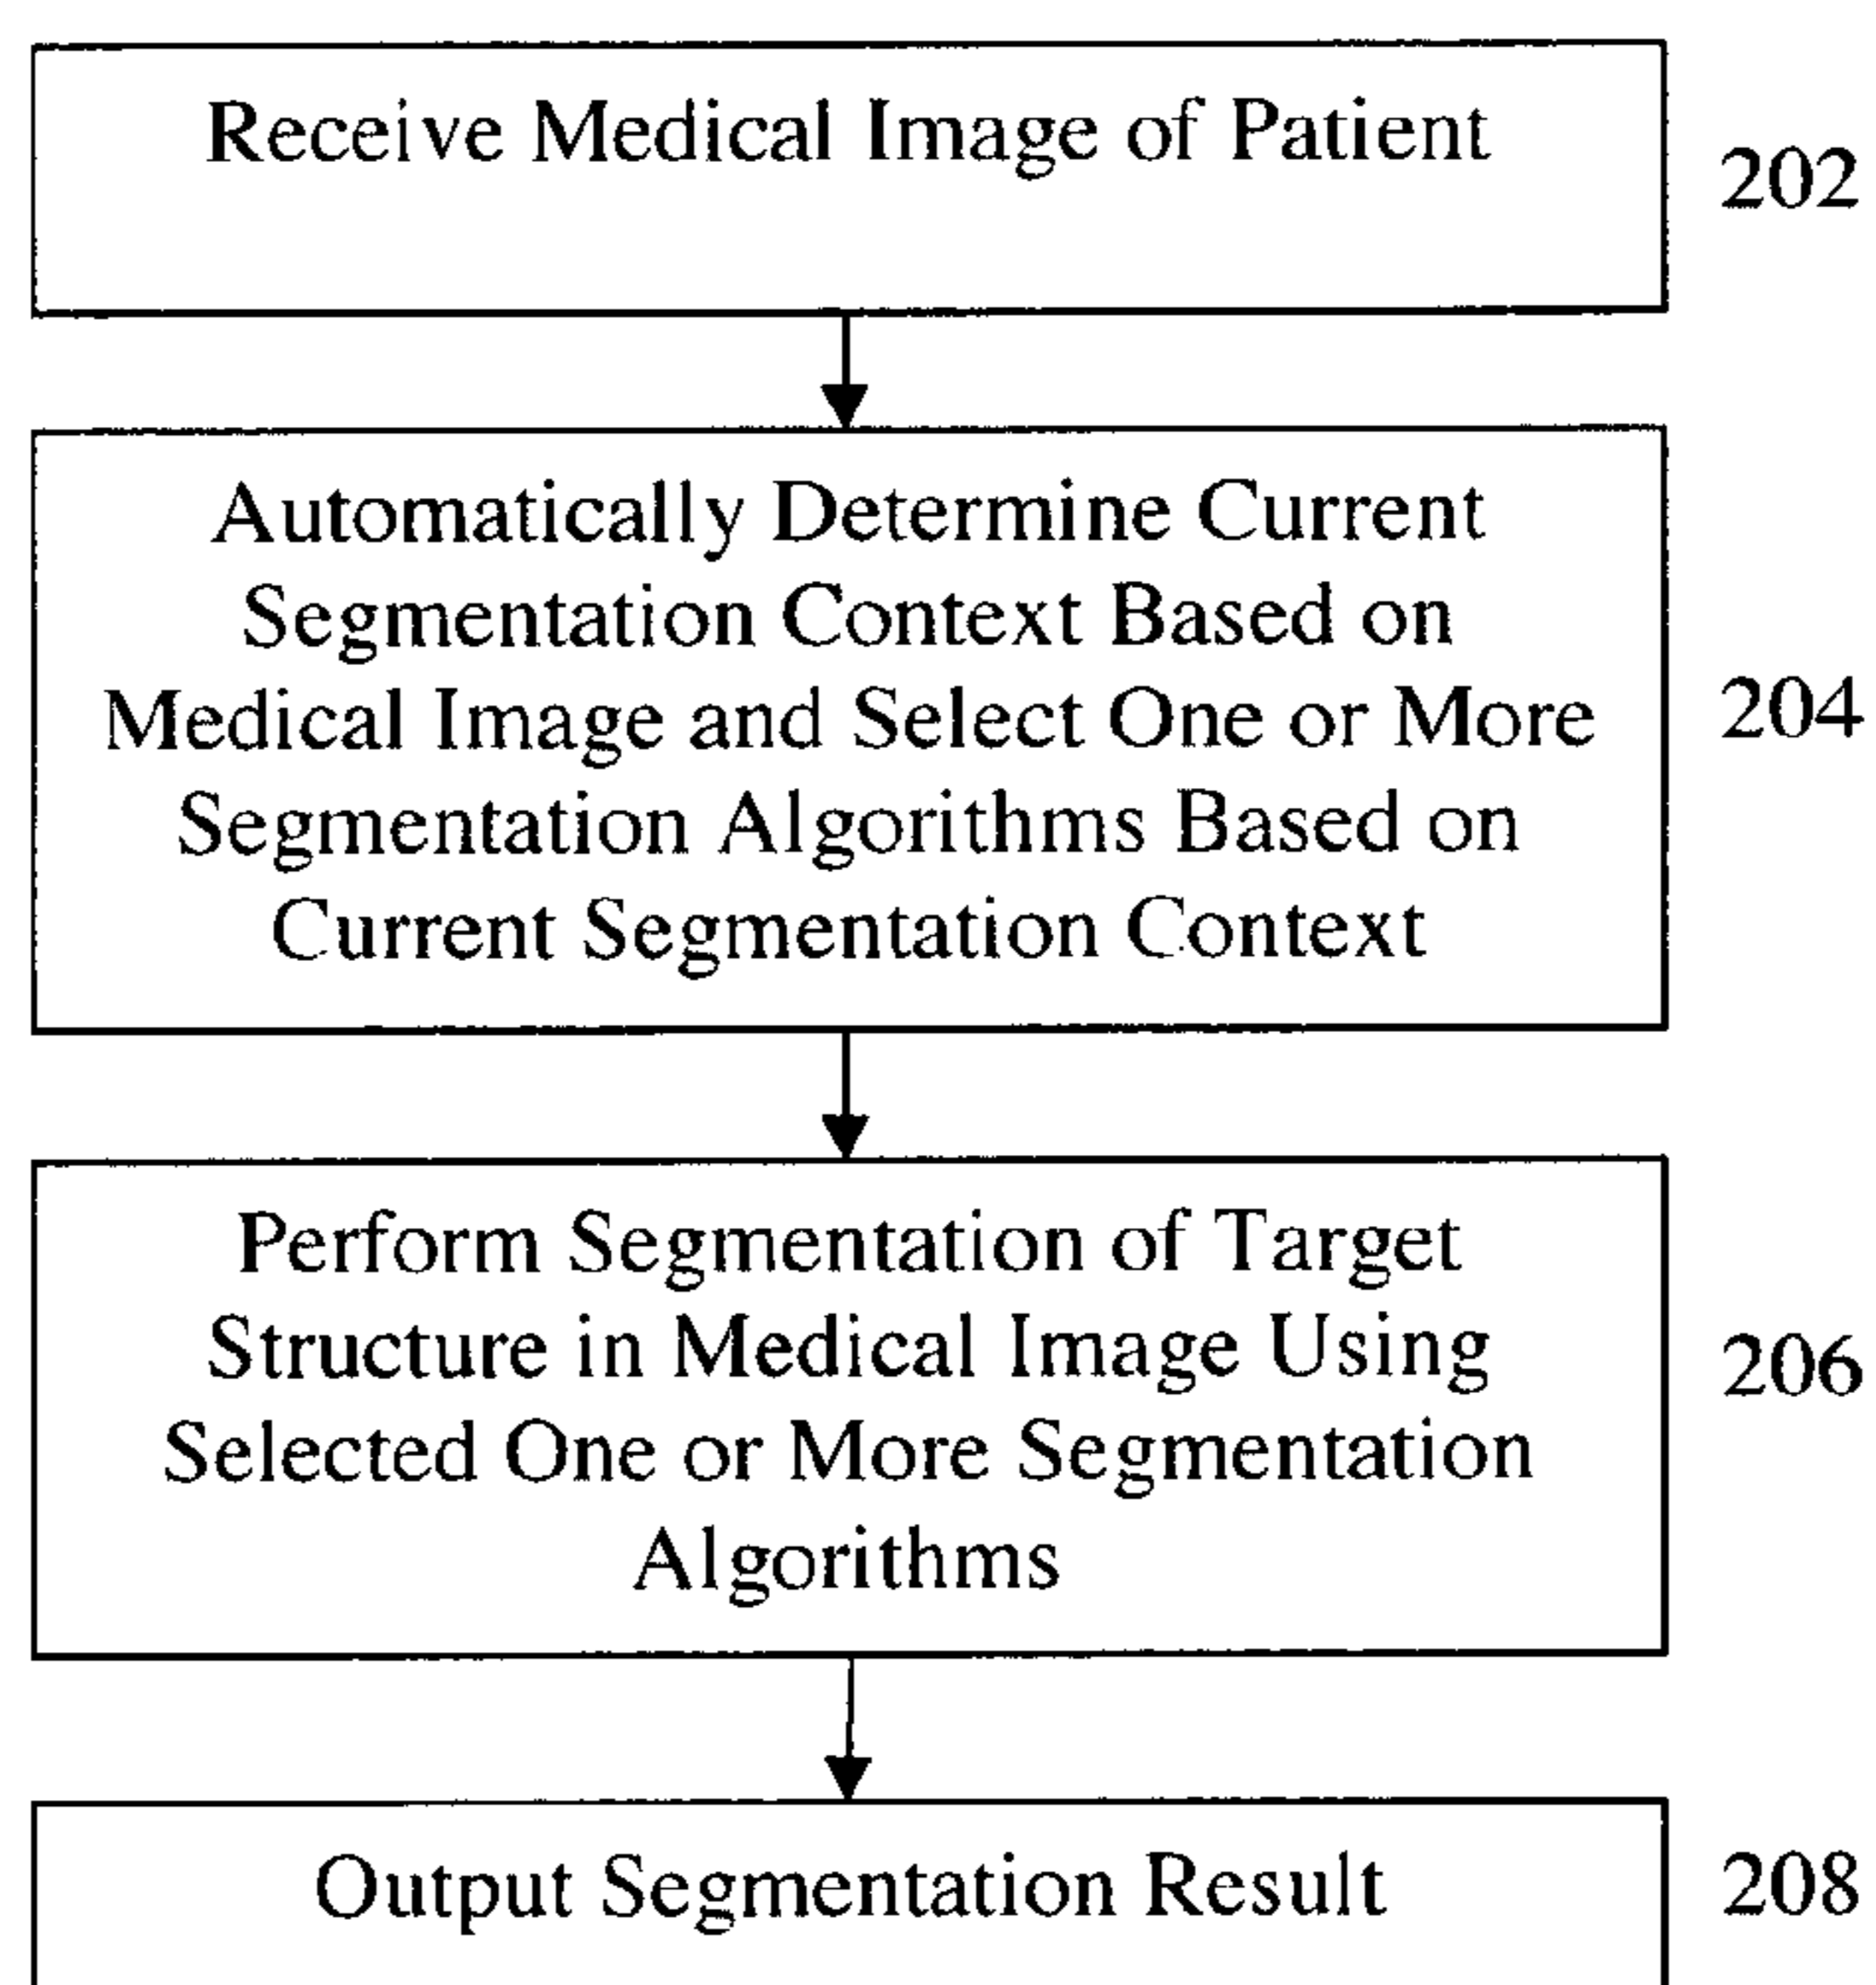 Receive Medical Image of Patient
202
Automatically Determine Current
Segmentation Context Based on
Medical Image and Select One or More
Segmentation Algorithms Based on
Current Segmentation Context
204
Perform Segmentation of Target
Structure in Medical Image Using
Selected One or More Segmentation
Algorithms
206
Output Segmentation Result
208